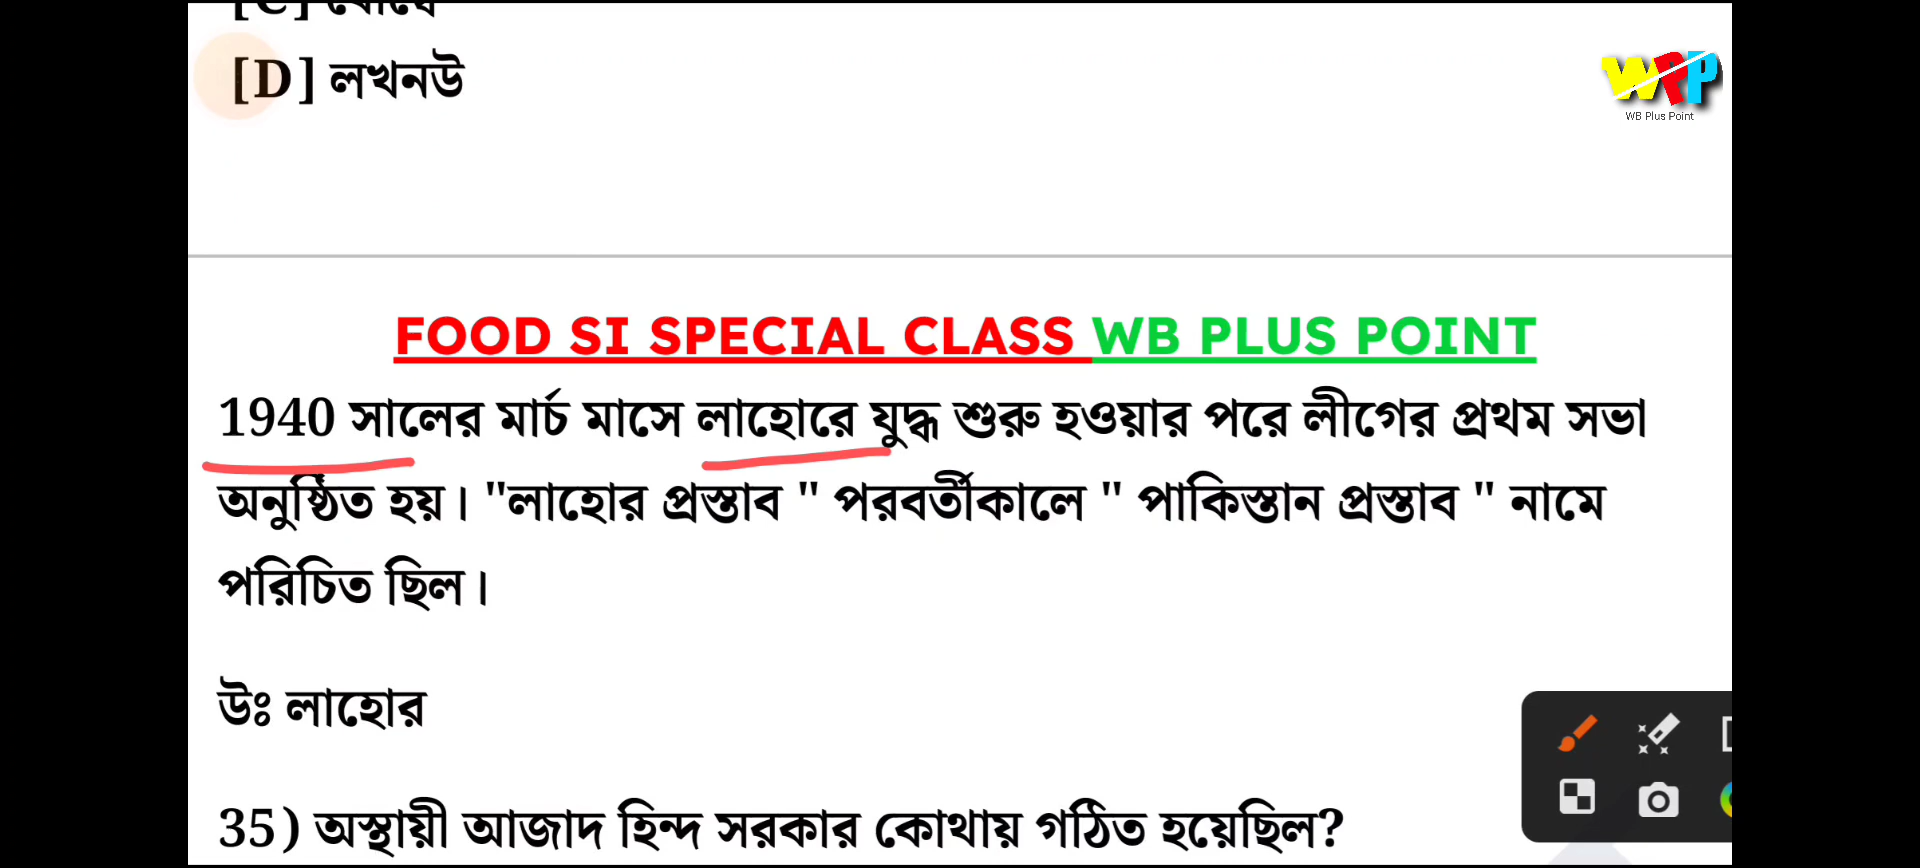 [D] লখনউ
WPP
WB Plus Point
FOOD SI SPECIAL CLASS WB PLUS POINT
1940 সালের মার্চ মাসে লাহোরে যুদ্ধ শুরু হওয়ার পরে লীগের প্রথম সভা
অনুষ্ঠিত হয়। "লাহোর প্রস্তাব " পরবর্তীকালে " পাকিস্তান প্রস্তাব " নামে
পরিচিত ছিল।
উঃ লাহোর
35) অস্থায়ী আজাদ হিন্দ সরকার কোথায় গঠিত হয়েছিল?